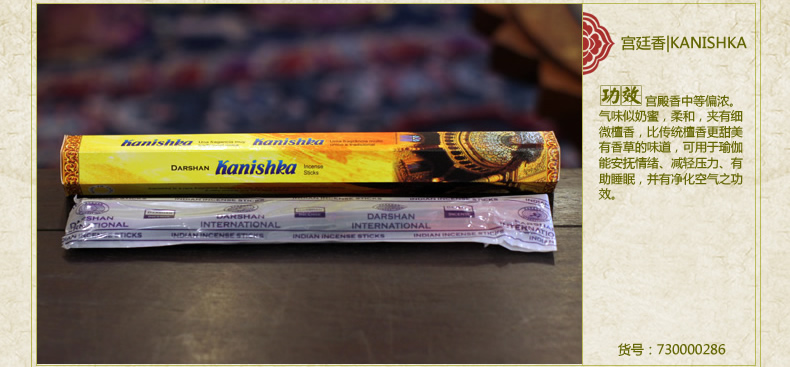 宫廷香|KANISHKA
功效 宫殿香中等偏浓。
气味似奶蜜，柔和，夹有细
微檀香，比传统檀香更甜美
有香草的味道，可用于瑜伽
能安抚情绪、减轻压力、有
助睡眠，并有净化空气之功
效。
货号：730000286
Kanishka
Kanishka
DARSHAN Kanishka Incense
Sticks
DARSHAN
INTERNATIONAL
DARSHAN
INTERNATIONAL
INDIAN INCENSE STICKS
INDIAN INCENSE STICKS
INDIAN INCENSE STICKS